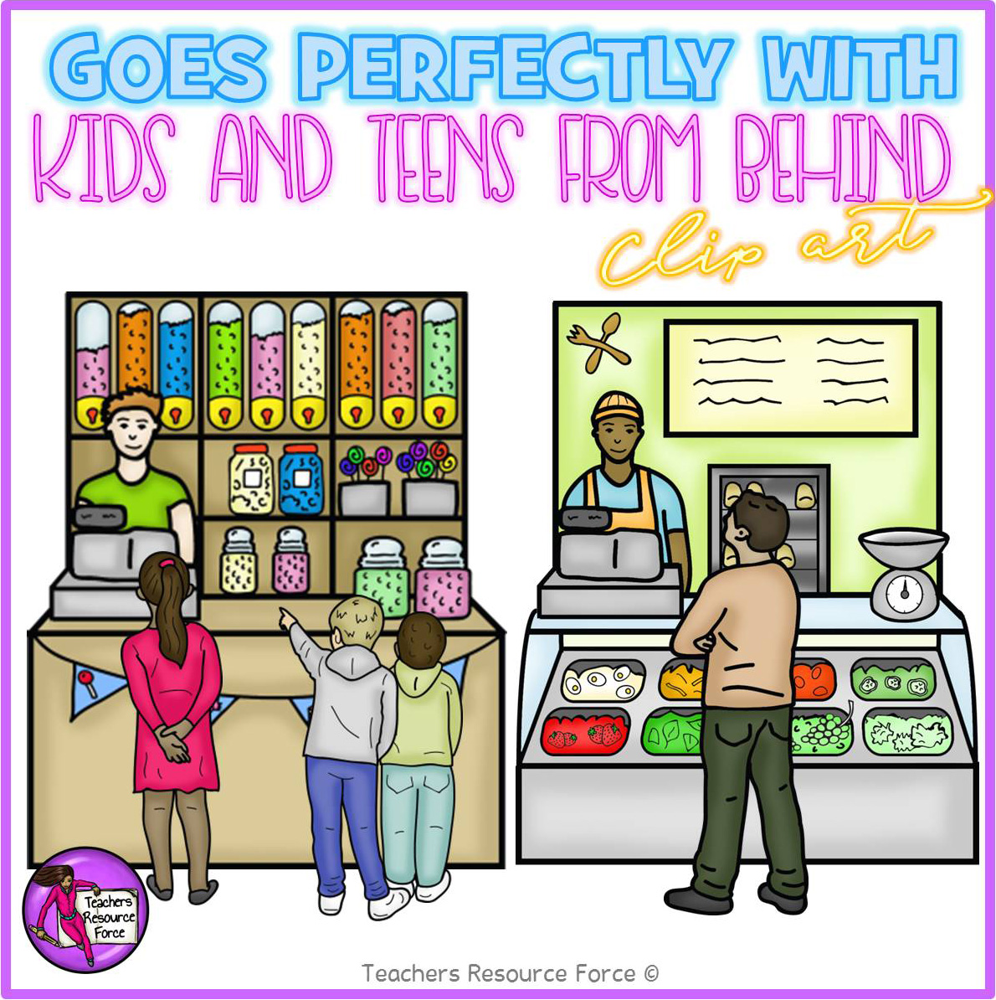 GOES PERFECTLY WITH
KIDS AND TEENS FROM BEHIND
clip art
Teachers
Resource
Force
Teachers Resource Force ©